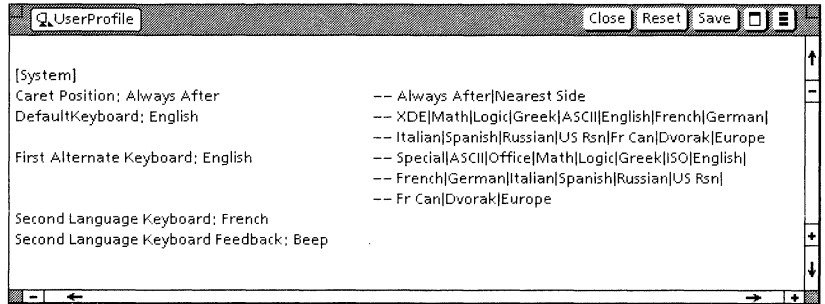 UserProfile Close Reset Save
[System]
Caret Position: Always After -- Always After|Nearest Side
DefaultKeyboard: English -- XDE|Math|Logic|Greek|ASCII|English|French|German|
-- Italian|Spanish|Russian|US Rsn|Fr Can|Dvorak|Europe
First Alternate Keyboard: English -- Special|ASCII|Office|Math|Logic|Greek|ISO|English|
-- French|German|Italian|Spanish|Russian|US Rsn|
-- Fr Can|Dvorak|Europe
Second Language Keyboard: French
Second Language Keyboard Feedback: Beep